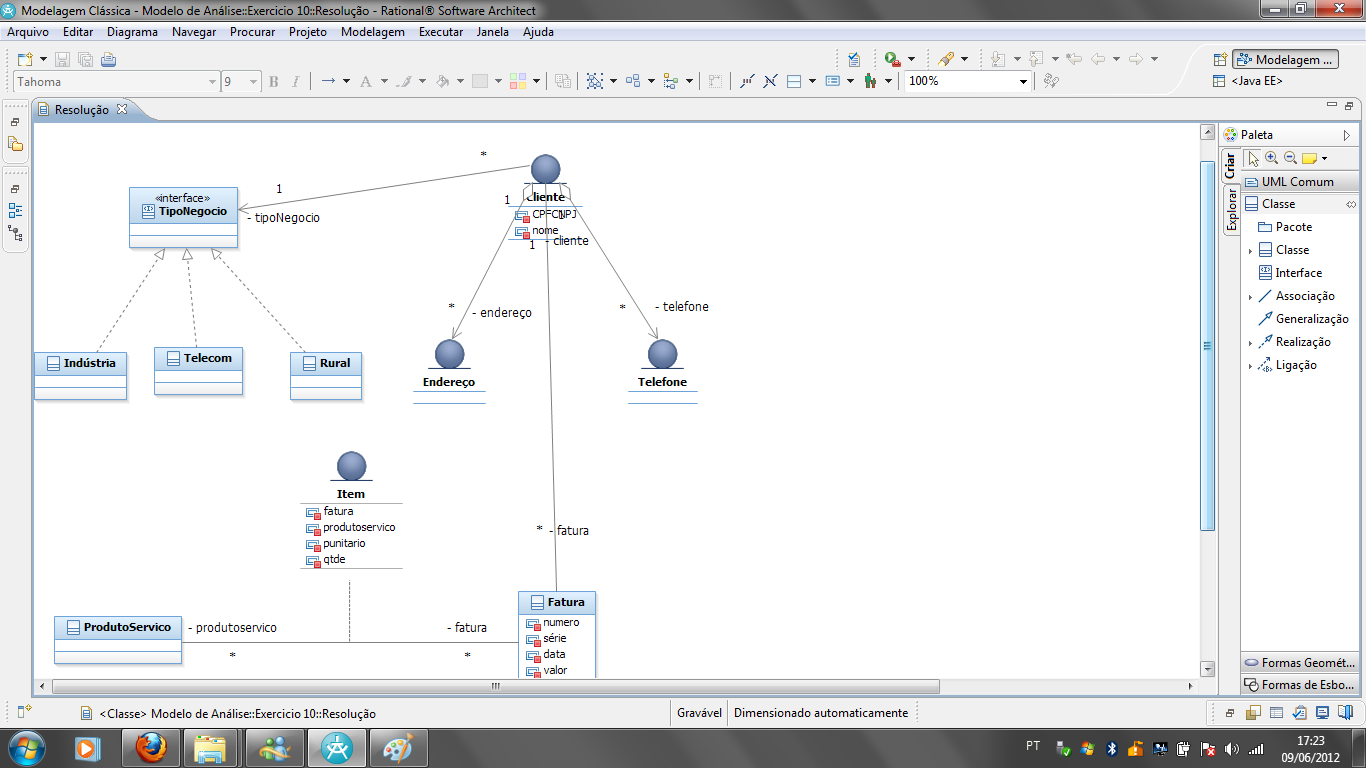 Modelagem Clássica - Modelo de Análise::Exercicio 10::Resolução - Rational® Software Architect
Arquivo Editar Diagrama Navegar Procurar Projeto Modelagem Executar Janela Ajuda
Modelagem ...
Tahoma 9 100% <Java EE>
Resolução
Paleta
Criar
Explorar
UML Comum
Classe
Pacote
Classe
Interface
Associação
Generalização
Realização
Ligação
Formas Geomét...
Formas de Esbo...
*
1
- tipoNegocio
«interface»
TipoNegocio
Cliente
CPFCNPJ
nome
1
1
1 - cliente
* - endereço
* - telefone
Indústria
Telecom
Rural
Endereço
Telefone
Item
fatura
produtoservico
punitario
qtde
* - fatura
Fatura
numero
série
data
valor
ProdutoServico
- produtoservico - fatura
* *
<Classe> Modelo de Análise::Exercicio 10::Resolução Gravável Dimensionado automaticamente
PT
17:23
09/06/2012